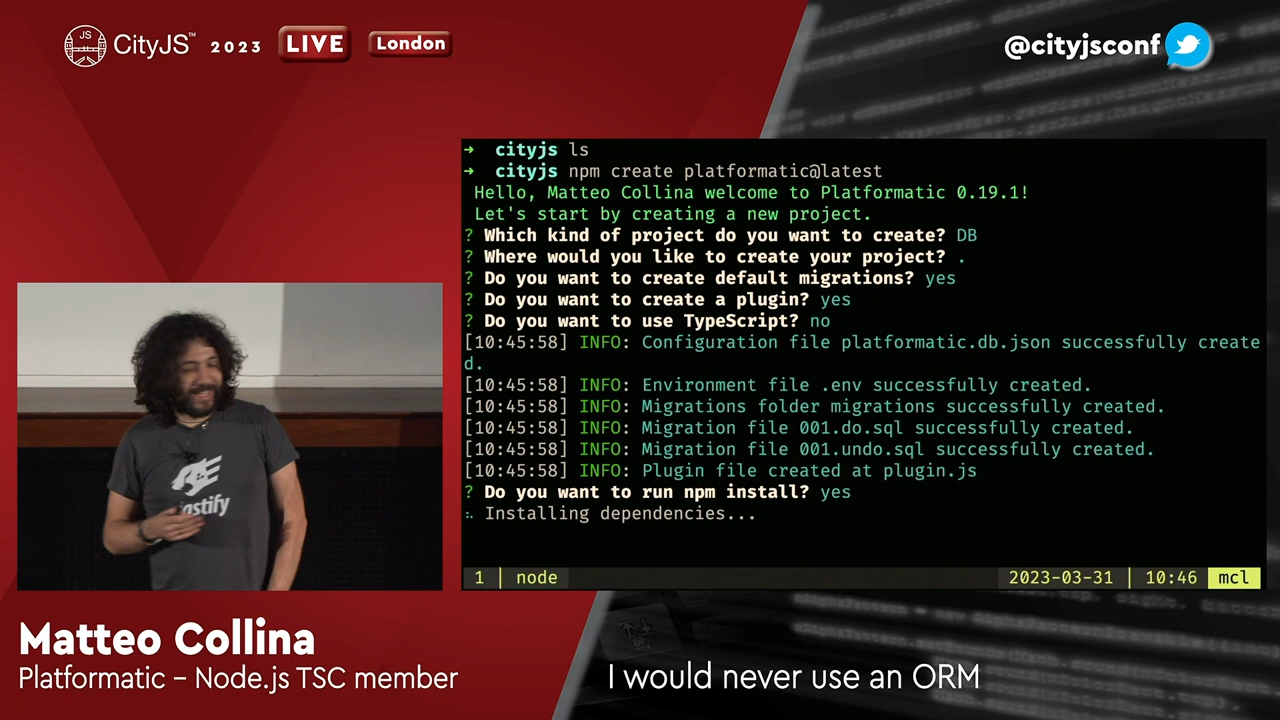 JS
CityJS™ 2023 LIVE London
@cityjsconf
➜ cityjs ls
➜ cityjs npm create platformatic@latest
Hello, Matteo Collina welcome to Platformatic 0.19.1!
Let's start by creating a new project.
? Which kind of project do you want to create? DB
? Where would you like to create your project? .
? Do you want to create default migrations? yes
? Do you want to create a plugin? yes
? Do you want to use TypeScript? no
[10:45:58] INFO: Configuration file platformatic.db.json successfully create
d.
[10:45:58] INFO: Environment file .env successfully created.
[10:45:58] INFO: Migrations folder migrations successfully created.
[10:45:58] INFO: Migration file 001.do.sql successfully created.
[10:45:58] INFO: Migration file 001.undo.sql successfully created.
[10:45:58] INFO: Plugin file created at plugin.js
? Do you want to run npm install? yes
⠦ Installing dependencies...
1 | node 2023-03-31 | 10:46 mcl
Matteo Collina
Platformatic – Node.js TSC member
I would never use an ORM